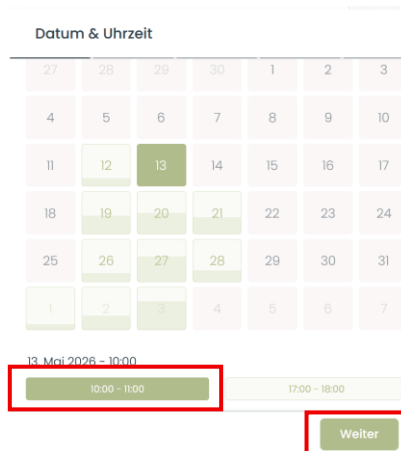 Datum & Uhrzeit
27 28 29 30 1 2 3
4 5 6 7 8 9 10
11 12 13 14 15 16 17
18 19 20 21 22 23 24
25 26 27 28 29 30 31
1 2 3 4 5 6 7
13. Mai 2026 - 10:00
10:00 - 11:00 17:00 - 18:00
Weiter